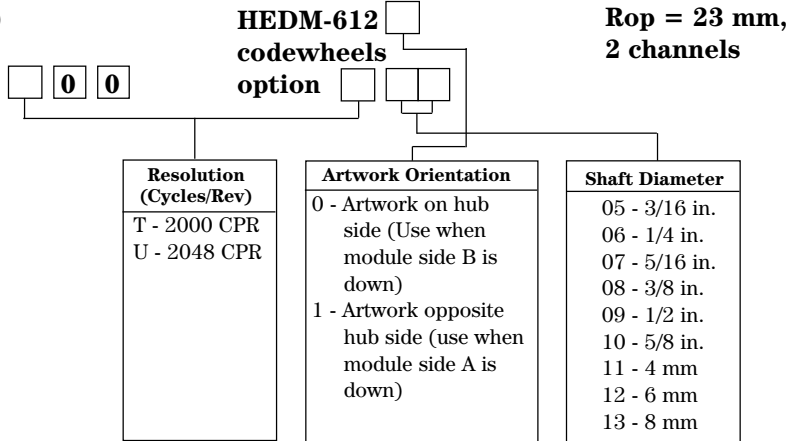 HEDM-612
codewheels
option
Rop = 23 mm,
2 channels
0 0
Resolution
(Cycles/Rev)
T - 2000 CPR
U - 2048 CPR
Artwork Orientation
0 - Artwork on hub
side (Use when
module side B is
down)
1 - Artwork opposite
hub side (use when
module side A is
down)
Shaft Diameter
05 - 3/16 in.
06 - 1/4 in.
07 - 5/16 in.
08 - 3/8 in.
09 - 1/2 in.
10 - 5/8 in.
11 - 4 mm
12 - 6 mm
13 - 8 mm